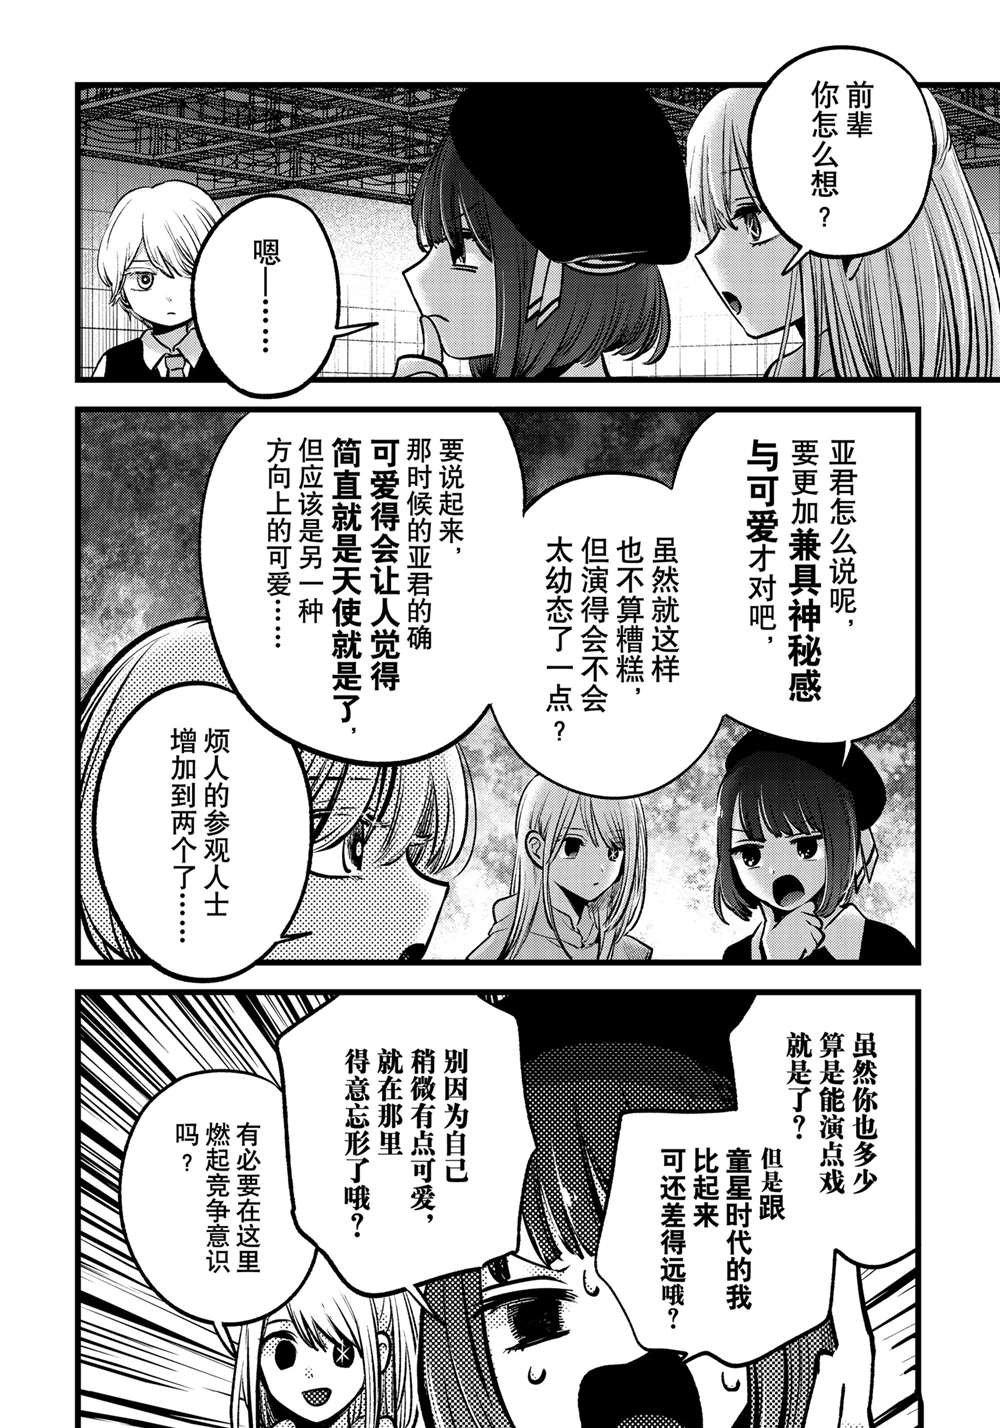 前辈
你怎么想？
嗯——……
亚君怎么说呢，
要更加兼具神秘感
与可爱才对吧，
虽然就这样
也不算糟糕，
但演得会不会
太幼态了一点？
要说起来，
那时候的亚君的确
可爱得会让人觉得
简直就是天使就是了，
但应该是另一种
方向上的可爱……
烦人的参观人士
增加到两个了……
虽然你也多少
算是能演点戏
就是了？
但是跟
童星时代的我
比起来
可还差得远哦？
别因为自己
稍微有点可爱，
就在那里
得意忘形了哦？
有必要在这里
燃起竞争意识
吗？